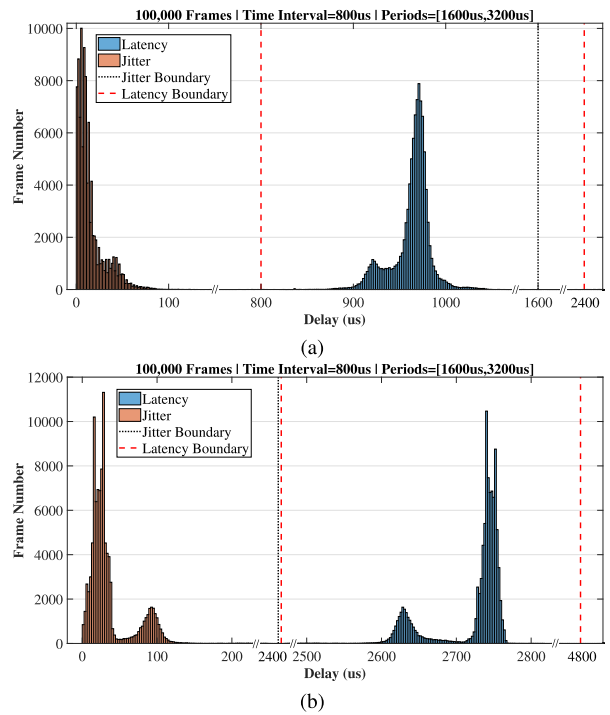 100,000 Frames | Time Interval=800us | Periods=[1600us,3200us]
10000
8000
6000
4000
2000
0
Frame Number
Latency
Jitter
Jitter Boundary
Latency Boundary
0 100 // 800 900 1000 // 1600 // 2400
Delay (us)
(a)
100,000 Frames | Time Interval=800us | Periods=[1600us,3200us]
12000
10000
8000
6000
4000
2000
0
Frame Number
Latency
Jitter
Jitter Boundary
Latency Boundary
0 100 200 // 2400 // 2500 2600 2700 // 4800
Delay (us)
(b)